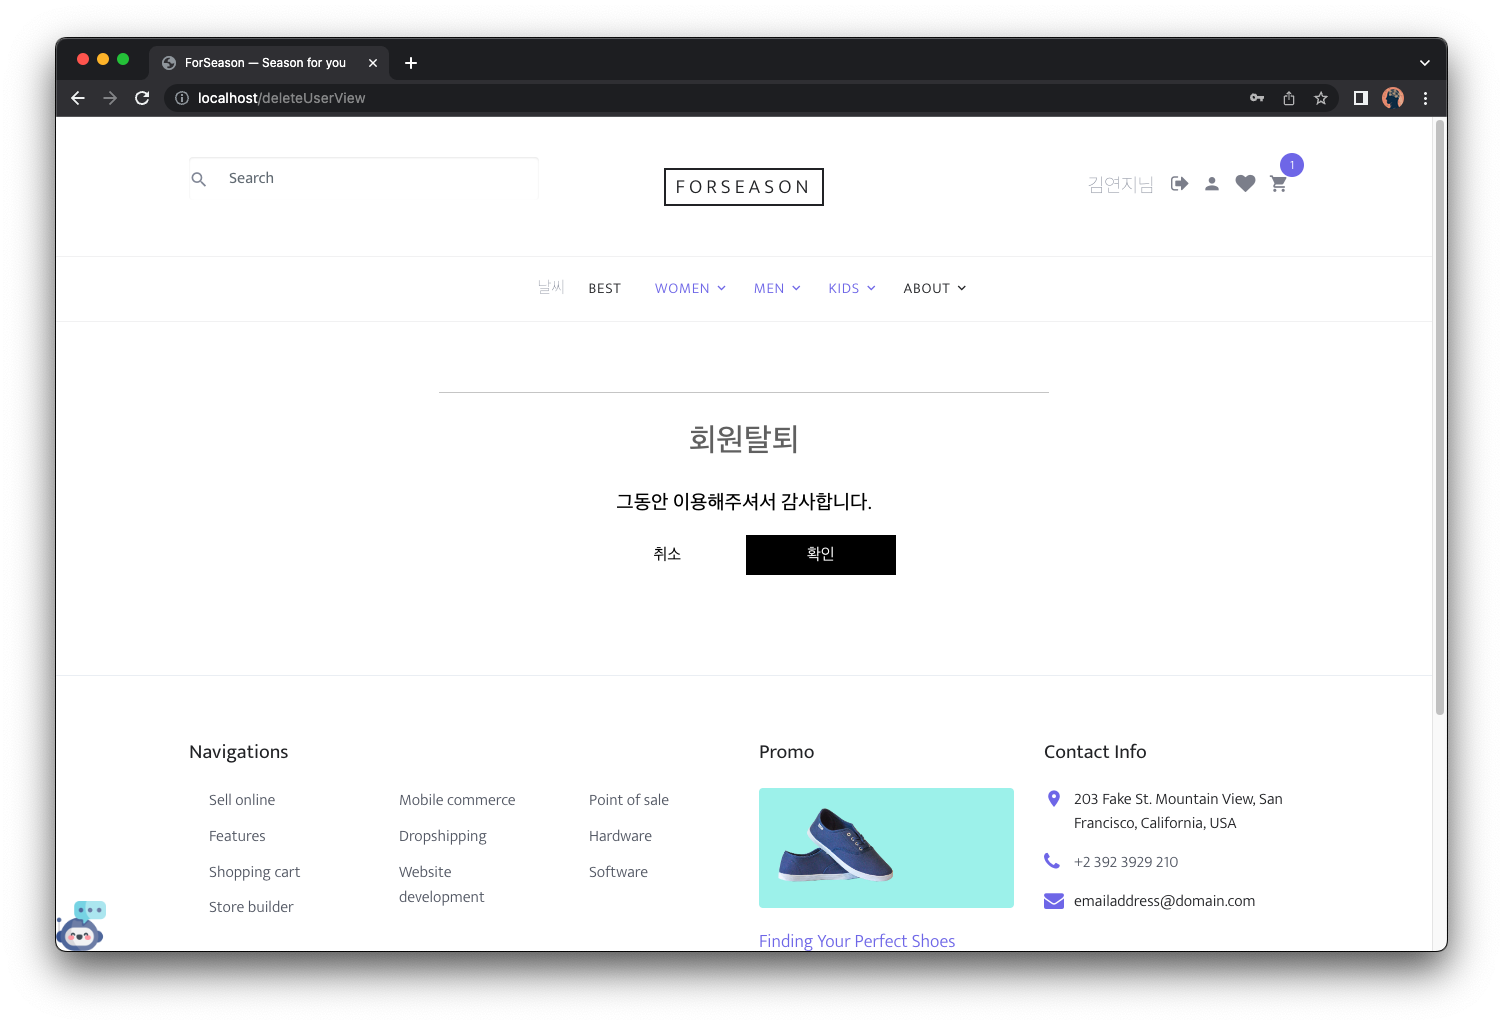 ForSeason — Season for you
localhost/deleteUserView
Search
FORSEASON
김연지님
1
날씨 BEST WOMEN MEN KIDS ABOUT
회원탈퇴
그동안 이용해주셔서 감사합니다.
취소 확인
Navigations
Sell online
Features
Shopping cart
Store builder
Mobile commerce
Dropshipping
Website
development
Point of sale
Hardware
Software
Promo
Finding Your Perfect Shoes
Contact Info
203 Fake St. Mountain View, San
Francisco, California, USA
+2 392 3929 210
emailaddress@domain.com